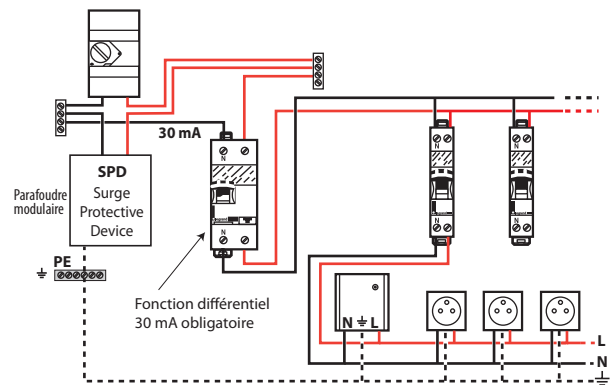 30 mA
N
N
N
SPD
Surge
Protective
Device
Parafoudre
modulaire
N
N
N
PE
Fonction différentiel
30 mA obligatoire
N L
L
N